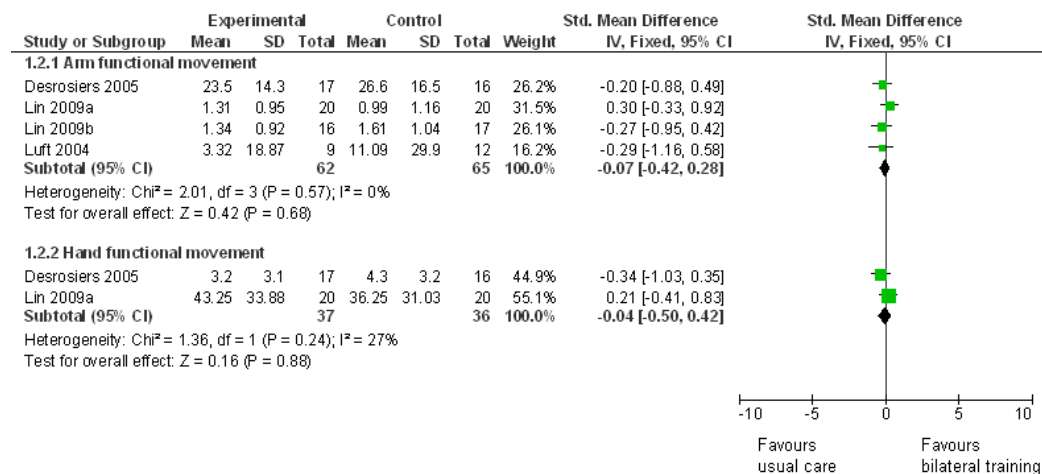 Experimental Control Std. Mean Difference Std. Mean Difference
Study or Subgroup Mean SD Total Mean SD Total Weight IV, Fixed, 95% CI IV, Fixed, 95% CI
1.2.1 Arm functional movement
Desrosiers 2005 23.5 14.3 17 26.6 16.5 16 26.2% -0.20 [-0.88, 0.49]
Lin 2009a 1.31 0.95 20 0.99 1.16 20 31.5% 0.30 [-0.33, 0.92]
Lin 2009b 1.34 0.92 16 1.61 1.04 17 26.1% -0.27 [-0.95, 0.42]
Luft 2004 3.32 18.87 9 11.09 29.9 12 16.2% -0.29 [-1.16, 0.58]
Subtotal (95% CI) 62 65 100.0% -0.07 [-0.42, 0.28]
Heterogeneity: Chi² = 2.01, df = 3 (P = 0.57); I² = 0%
Test for overall effect: Z = 0.42 (P = 0.68)
1.2.2 Hand functional movement
Desrosiers 2005 3.2 3.1 17 4.3 3.2 16 44.9% -0.34 [-1.03, 0.35]
Lin 2009a 43.25 33.88 20 36.25 31.03 20 55.1% 0.21 [-0.41, 0.83]
Subtotal (95% CI) 37 36 100.0% -0.04 [-0.50, 0.42]
Heterogeneity: Chi² = 1.36, df = 1 (P = 0.24); I² = 27%
Test for overall effect: Z = 0.16 (P = 0.88)
-10 -5 0 5 10
Favours Favours
usual care bilateral training